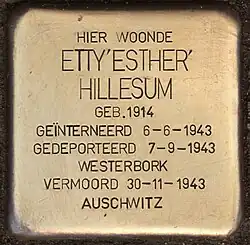 HIER WOONDE
ETTY'ESTHER'
HILLESUM
GEB.1914
GEÏNTERNEERD 6-6-1943
GEDEPORTEERD 7-9-1943
WESTERBORK
VERMOORD 30-11-1943
AUSCHWITZ